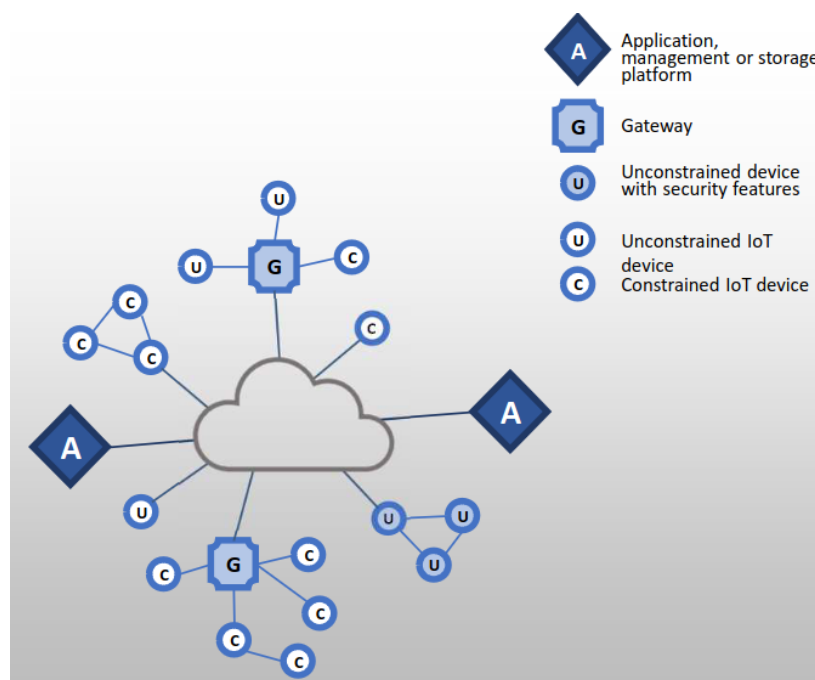 A
Application,
management or storage
platform
G
Gateway
U
Unconstrained device
with security features
U
Unconstrained IoT
device
C
Constrained IoT device
U
U
G
C
C
C
C
C
A
A
U
U
U
U
G
C
C
C
C
C